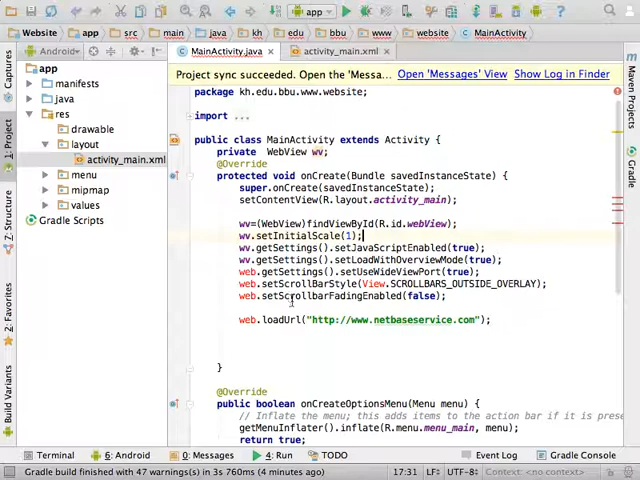 app
Website
app
src
main
java
kh
edu
bbu
www
website
MainActivity
Android
MainActivity.java
activity_main.xml
Project sync succeeded. Open the 'Messa... Open 'Messages' View Show Log in Finder
app
manifests
java
res
drawable
layout
activity_main.xml
menu
mipmap
values
Gradle Scripts
Captures
1: Project
7: Structure
2: Favorites
Build Variants
package kh.edu.bbu.www.website;
import ...
public class MainActivity extends Activity {
private WebView wv;
@Override
protected void onCreate(Bundle savedInstanceState) {
super.onCreate(savedInstanceState);
setContentView(R.layout.activity_main);
wv=(WebView)findViewById(R.id.webView);
wv.setInitialScale(1);
wv.getSettings().setJavaScriptEnabled(true);
wv.getSettings().setLoadWithOverviewMode(true);
web.getSettings().setUseWideViewPort(true);
web.setScrollBarStyle(View.SCROLLBARS_OUTSIDE_OVERLAY);
web.setScrollbarFadingEnabled(false);
web.loadUrl("http://www.netbaseservice.com");
}
@Override
public boolean onCreateOptionsMenu(Menu menu) {
// Inflate the menu; this adds items to the action bar if it is prese
getMenuInflater().inflate(R.menu.menu_main, menu);
return true;
Maven Projects
Gradle
Terminal
6: Android
0: Messages
4: Run
TODO
Event Log
Gradle Console
Gradle build finished with 47 warning(s) in 3s 760ms (4 minutes ago)
17:31
LF
UTF-8
Context: <no context>